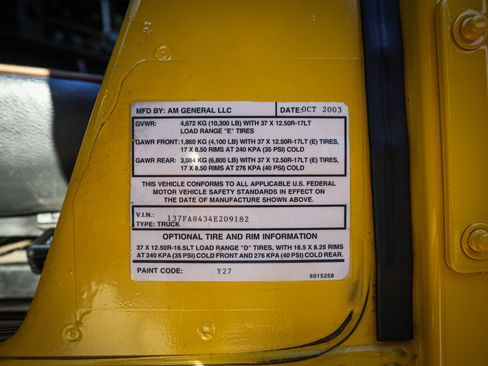 MFD BY: AM GENERAL LLC DATE: OCT 2003
GVWR: 4,672 KG (10,300 LB) WITH 37 X 12.50R-17LT
LOAD RANGE "E" TIRES
GAWR FRONT: 1,860 KG (4,100 LB) WITH 37 X 12.50R-17LT (E) TIRES,
17 X 8.50 RIMS AT 240 KPA (35 PSI) COLD
GAWR REAR: 3,084 KG (6,800 LB) WITH 37 X 12.50R-17LT (E) TIRES,
17 X 8.50 RIMS AT 276 KPA (40 PSI) COLD
THIS VEHICLE CONFORMS TO ALL APPLICABLE U.S. FEDERAL
MOTOR VEHICLE SAFETY STANDARDS IN EFFECT ON
THE DATE OF MANUFACTURE SHOWN ABOVE.
V.I.N.: 137FA8434E209182
TYPE: TRUCK
OPTIONAL TIRE AND RIM INFORMATION
37 X 12.50R-16.5LT LOAD RANGE "D" TIRES, WITH 16.5 X 8.25 RIMS
AT 240 KPA (35 PSI) COLD FRONT AND 276 KPA (40 PSI) COLD REAR.
PAINT CODE: Y27
6015258